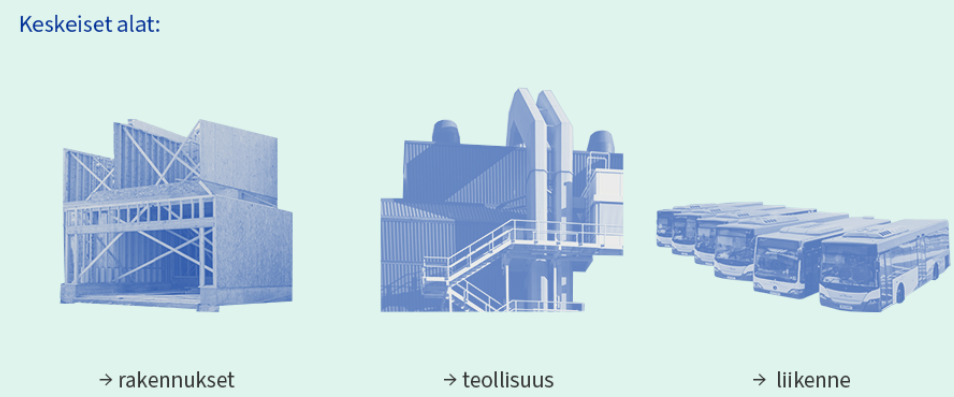 Keskeiset alat:
→ rakennukset
→ teollisuus
→ liikenne